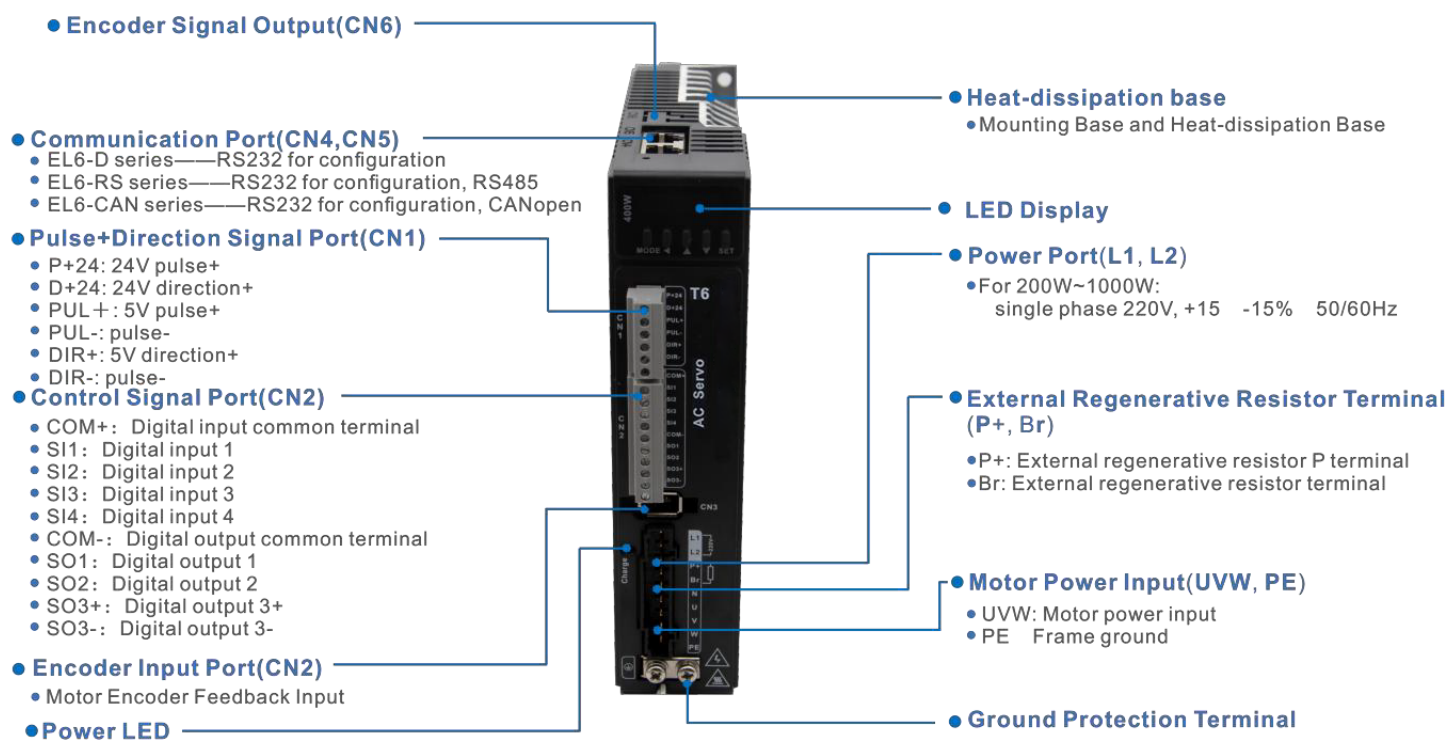 Encoder Signal Output(CN6)
Communication Port(CN4,CN5)
EL6-D series——RS232 for configuration
EL6-RS series——RS232 for configuration, RS485
EL6-CAN series——RS232 for configuration, CANopen
Pulse+Direction Signal Port(CN1)
P+24: 24V pulse+
D+24: 24V direction+
PUL+: 5V pulse+
PUL-: pulse-
DIR+: 5V direction+
DIR-: pulse-
Control Signal Port(CN2)
COM+: Digital input common terminal
SI1: Digital input 1
SI2: Digital input 2
SI3: Digital input 3
SI4: Digital input 4
COM-: Digital output common terminal
SO1: Digital output 1
SO2: Digital output 2
SO3+: Digital output 3+
SO3-: Digital output 3-
Encoder Input Port(CN2)
Motor Encoder Feedback Input
Power LED
400W
MODE ◀ ▲ ▼ SET
T6
AC Servo
CN1
P+24
D+24
PUL+
PUL-
DIR+
DIR-
CN2
COM+
SI1
SI2
SI3
SI4
COM-
SO1
SO2
SO3+
SO3-
CN3
Charge
L1
L2
220V
P+
Br
N
U
V
W
PE
Heat-dissipation base
Mounting Base and Heat-dissipation Base
LED Display
Power Port(L1, L2)
For 200W~1000W:
single phase 220V, +15 -15% 50/60Hz
External Regenerative Resistor Terminal
(P+, Br)
P+: External regenerative resistor P terminal
Br: External regenerative resistor terminal
Motor Power Input(UVW, PE)
UVW: Motor power input
PE Frame ground
Ground Protection Terminal